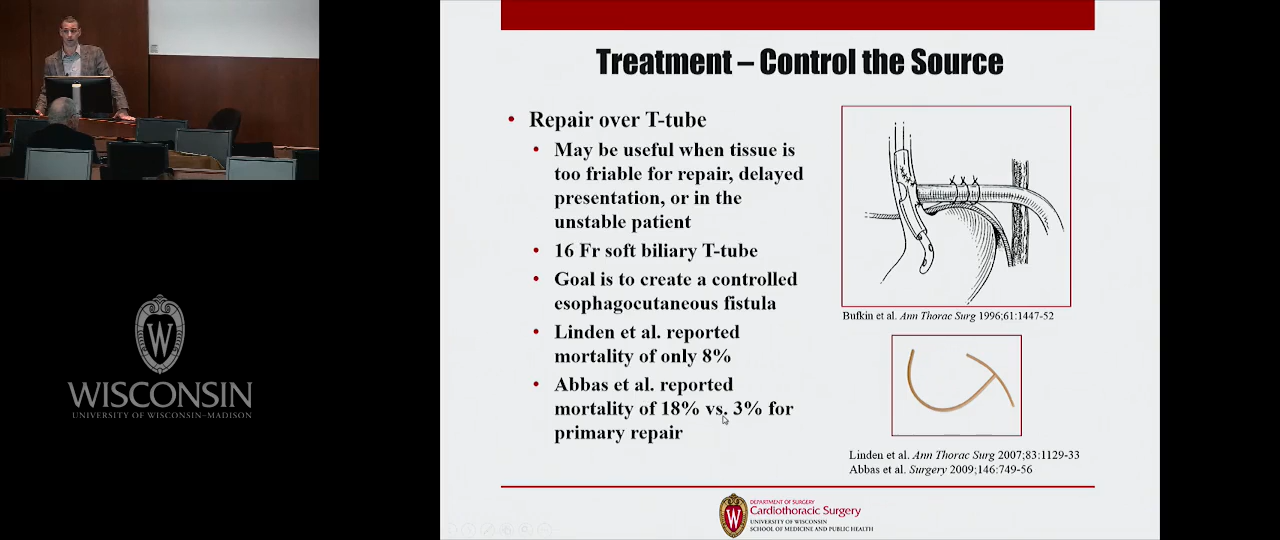 Treatment – Control the Source
• Repair over T-tube
• May be useful when tissue is
too friable for repair, delayed
presentation, or in the
unstable patient
• 16 Fr soft biliary T-tube
• Goal is to create a controlled
esophagocutaneous fistula
• Linden et al. reported
mortality of only 8%
• Abbas et al. reported
mortality of 18% vs. 3% for
primary repair
Bufkin et al. Ann Thorac Surg 1996;61:1447-52
Linden et al. Ann Thorac Surg 2007;83:1129-33
Abbas et al. Surgery 2009;146:749-56
W
DEPARTMENT OF SURGERY
Cardiothoracic Surgery
UNIVERSITY OF WISCONSIN
SCHOOL OF MEDICINE AND PUBLIC HEALTH
W
WISCONSIN
UNIVERSITY OF WISCONSIN–MADISON